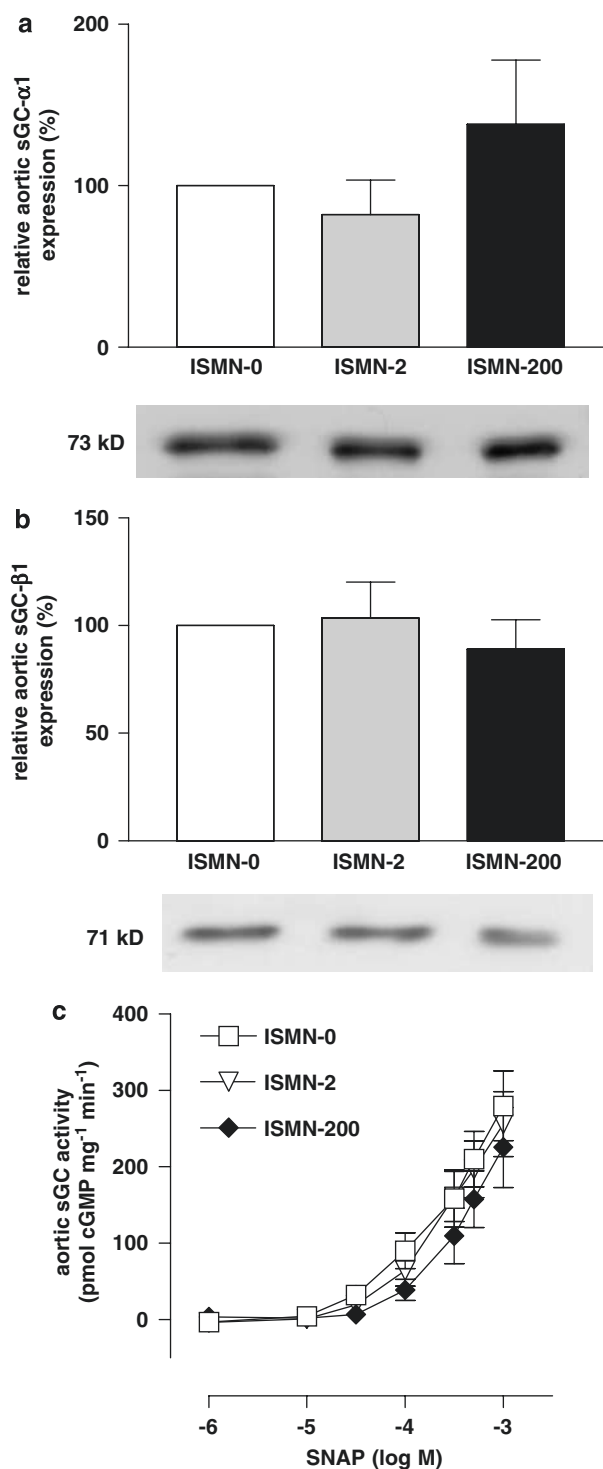 a
relative aortic sGC-α1
expression (%)
200
100
0
ISMN-0 ISMN-2 ISMN-200
73 kD
b
relative aortic sGC-β1
expression (%)
150
100
50
0
ISMN-0 ISMN-2 ISMN-200
71 kD
c
aortic sGC activity
(pmol cGMP mg⁻¹ min⁻¹)
400
300
200
100
0
ISMN-0
ISMN-2
ISMN-200
-6 -5 -4 -3
SNAP (log M)